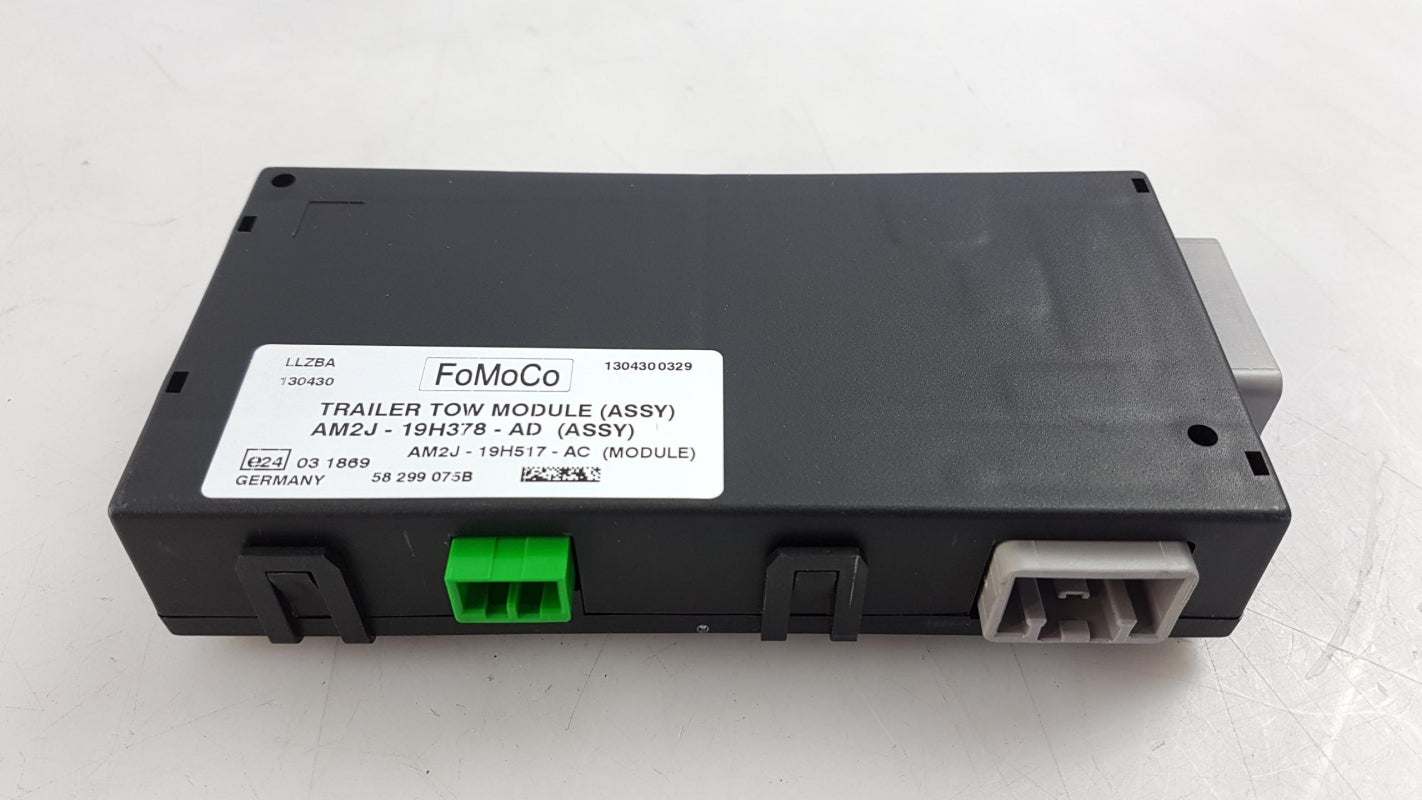 LLZBA
130430
FoMoCo
1304300329
TRAILER TOW MODULE (ASSY)
AM2J - 19H378 - AD (ASSY)
AM2J - 19H517 - AC (MODULE)
e24 03 1869
GERMANY
58 299 075B